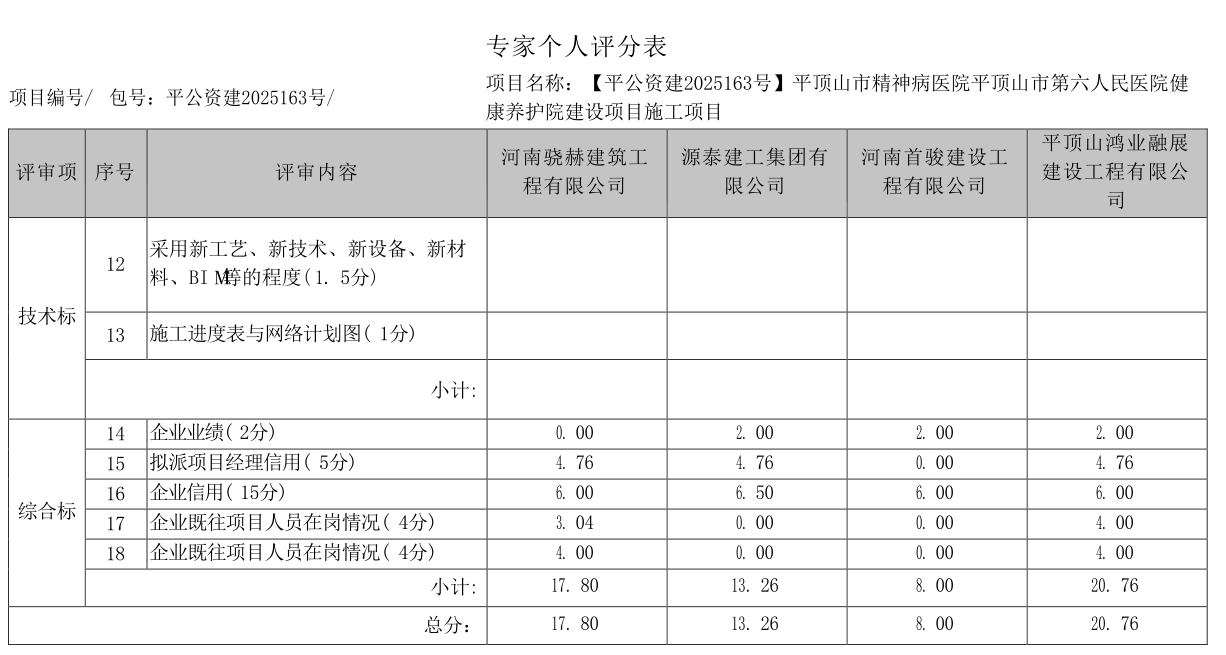 专家个人评分表
项目编号/ 包号：平公资建2025163号/
项目名称：【平公资建2025163号】平顶山市精神病医院平顶山市第六人民医院健
康养护院建设项目施工项目
评审项 序号 评审内容 河南骁赫建筑工程有限公司 源泰建工集团有限公司 河南首骏建设工程有限公司 平顶山鸿业融展建设工程有限公司
技术标
12 采用新工艺、新技术、新设备、新材
料、BIM等的程度(1.5分)
13 施工进度表与网络计划图(1分)
小计:
综合标
14 企业业绩(2分) 0.00 2.00 2.00 2.00
15 拟派项目经理信用(5分) 4.76 4.76 0.00 4.76
16 企业信用(15分) 6.00 6.50 6.00 6.00
17 企业既往项目人员在岗情况(4分) 3.04 0.00 0.00 4.00
18 企业既往项目人员在岗情况(4分) 4.00 0.00 0.00 4.00
小计: 17.80 13.26 8.00 20.76
总分: 17.80 13.26 8.00 20.76